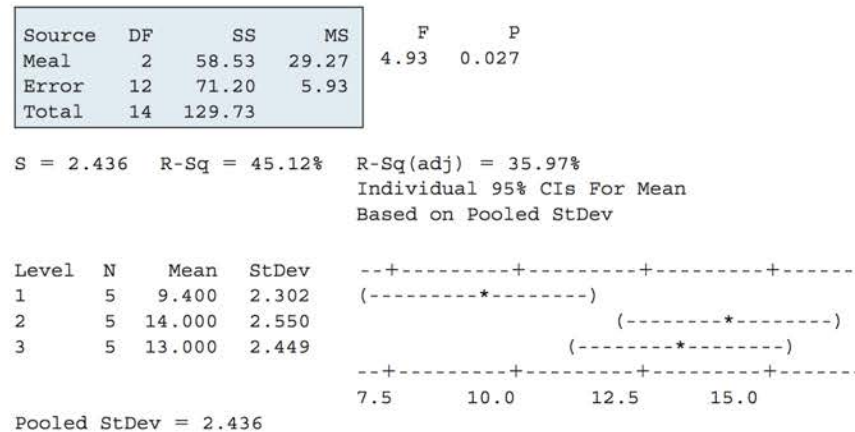 Source DF SS MS F P
Meal 2 58.53 29.27 4.93 0.027
Error 12 71.20 5.93
Total 14 129.73
S = 2.436 R-Sq = 45.12% R-Sq(adj) = 35.97%
Individual 95% CIs For Mean
Based on Pooled StDev
Level N Mean StDev --+---------+---------+---------+------
1 5 9.400 2.302 (---------*--------)
2 5 14.000 2.550 (--------*--------)
3 5 13.000 2.449 (--------*--------)
--+---------+---------+---------+-------
7.5 10.0 12.5 15.0
Pooled StDev = 2.436